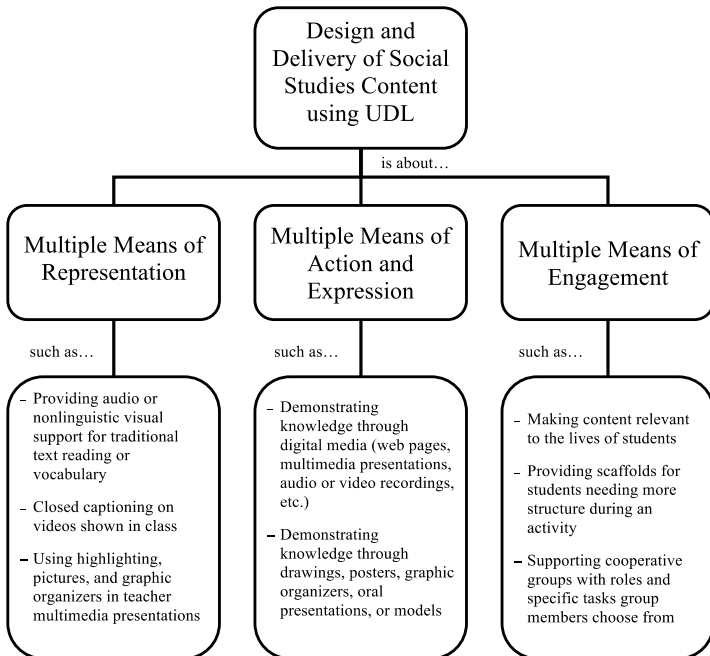 Design and
Delivery of Social
Studies Content
using UDL
is about…
Multiple Means of
Representation
Multiple Means of
Action and
Expression
Multiple Means of
Engagement
such as…
such as…
such as…
– Providing audio or
nonlinguistic visual
support for traditional
text reading or
vocabulary
– Closed captioning on
videos shown in class
– Using highlighting,
pictures, and graphic
organizers in teacher
multimedia presentations
– Demonstrating
knowledge through
digital media (web pages,
multimedia presentations,
audio or video recordings,
etc.)
– Demonstrating
knowledge through
drawings, posters, graphic
organizers, oral
presentations, or models
– Making content relevant
to the lives of students
– Providing scaffolds for
students needing more
structure during an
activity
– Supporting cooperative
groups with roles and
specific tasks group
members choose from